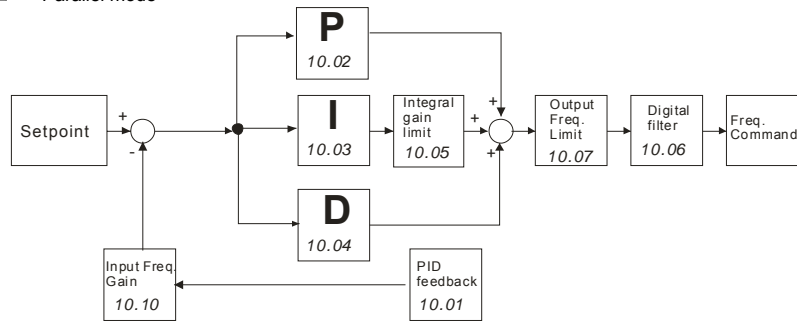 Parallel mode
P
10.02
Setpoint
+
-
I
10.03
Integral
gain
limit
10.05
+
+
+
Output
Freq.
Limit
10.07
Digital
filter
10.06
Freq.
Command
D
10.04
Input Freq.
Gain
10.10
PID
feedback
10.01